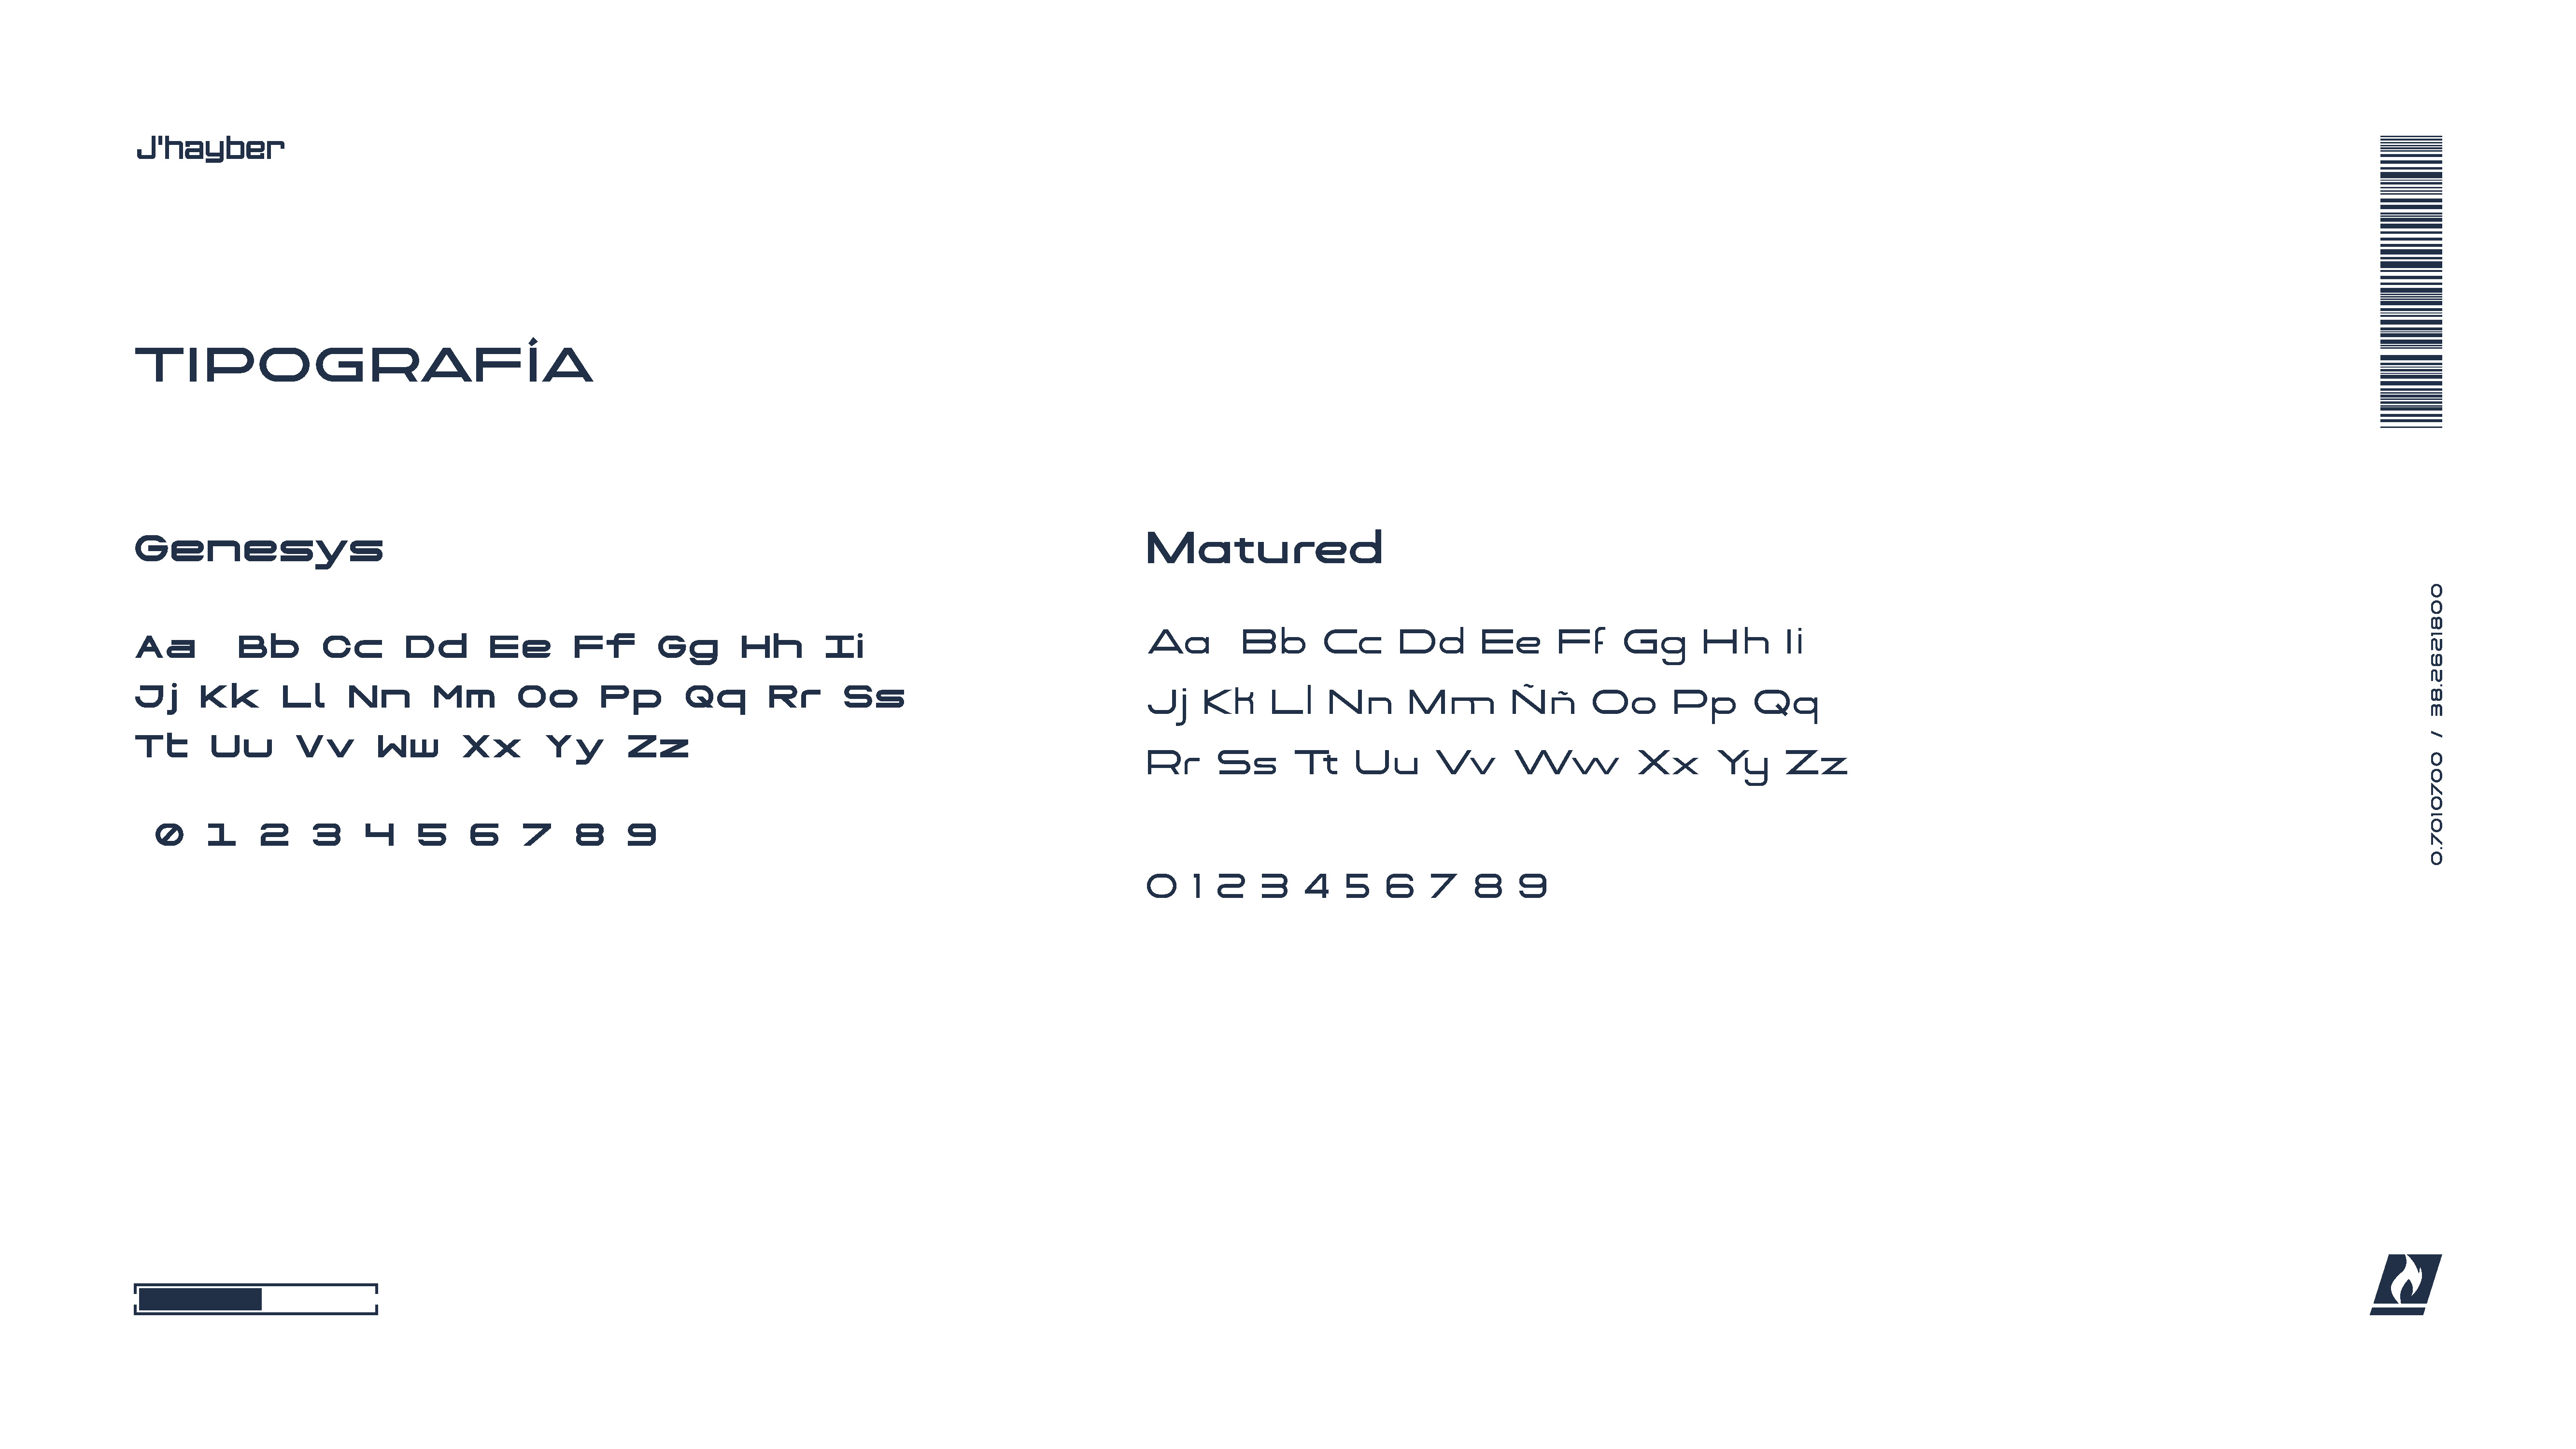 J'hayber
TIPOGRAFÍA
Genesys
Aa Bb Cc Dd Ee Ff Gg Hh Ii
Jj Kk Ll Nn Mm Oo Pp Qq Rr Ss
Tt Uu Vv Ww Xx Yy Zz
0 1 2 3 4 5 6 7 8 9
Matured
Aa Bb Cc Dd Ee Ff Gg Hh Ii
Jj Kk Ll Nn Mm Ññ Oo Pp Qq
Rr Ss Tt Uu Vv Ww Xx Yy Zz
0 1 2 3 4 5 6 7 8 9
0.7010700 / 38.2621800